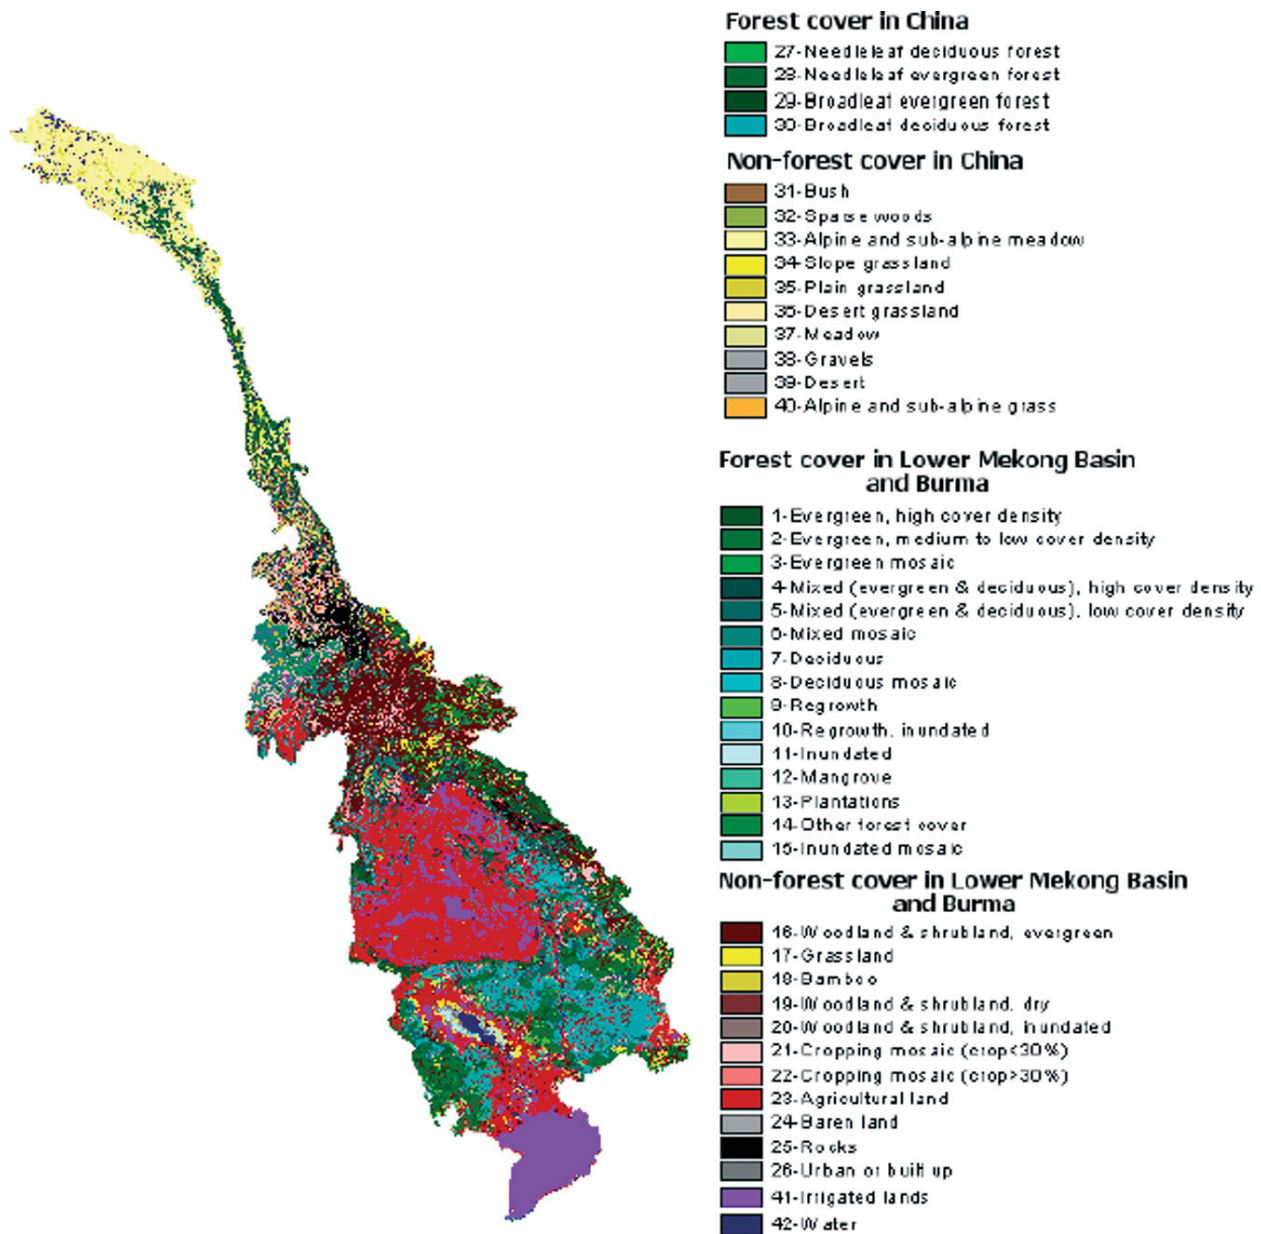 Forest cover in China
27-Needleleaf deciduous forest
28-Needleleaf evergreen forest
29-Broadleaf evergreen forest
30-Broadleaf deciduous forest
Non-forest cover in China
31-Bush
32-Sparse woods
33-Alpine and sub-alpine meadow
34-Slope grassland
35-Plain grassland
36-Desert grassland
37-Meadow
38-Gravels
39-Desert
40-Alpine and sub-alpine grass
Forest cover in Lower Mekong Basin
and Burma
1-Evergreen, high cover density
2-Evergreen, medium to low cover density
3-Evergreen mosaic
4-Mixed (evergreen & deciduous), high cover density
5-Mixed (evergreen & deciduous), low cover density
6-Mixed mosaic
7-Deciduous
8-Deciduous mosaic
9-Regrowth
10-Regrowth, inundated
11-Inundated
12-Mangrove
13-Plantations
14-Other forest cover
15-Inundated mosaic
Non-forest cover in Lower Mekong Basin
and Burma
16-Woodland & shrubland, evergreen
17-Grassland
18-Bamboo
19-Woodland & shrubland, dry
20-Woodland & shrubland, inundated
21-Cropping mosaic (crop<30%)
22-Cropping mosaic (crop>30%)
23-Agricultural land
24-Baren land
25-Rocks
26-Urban or built up
41-Irrigated lands
42-Water